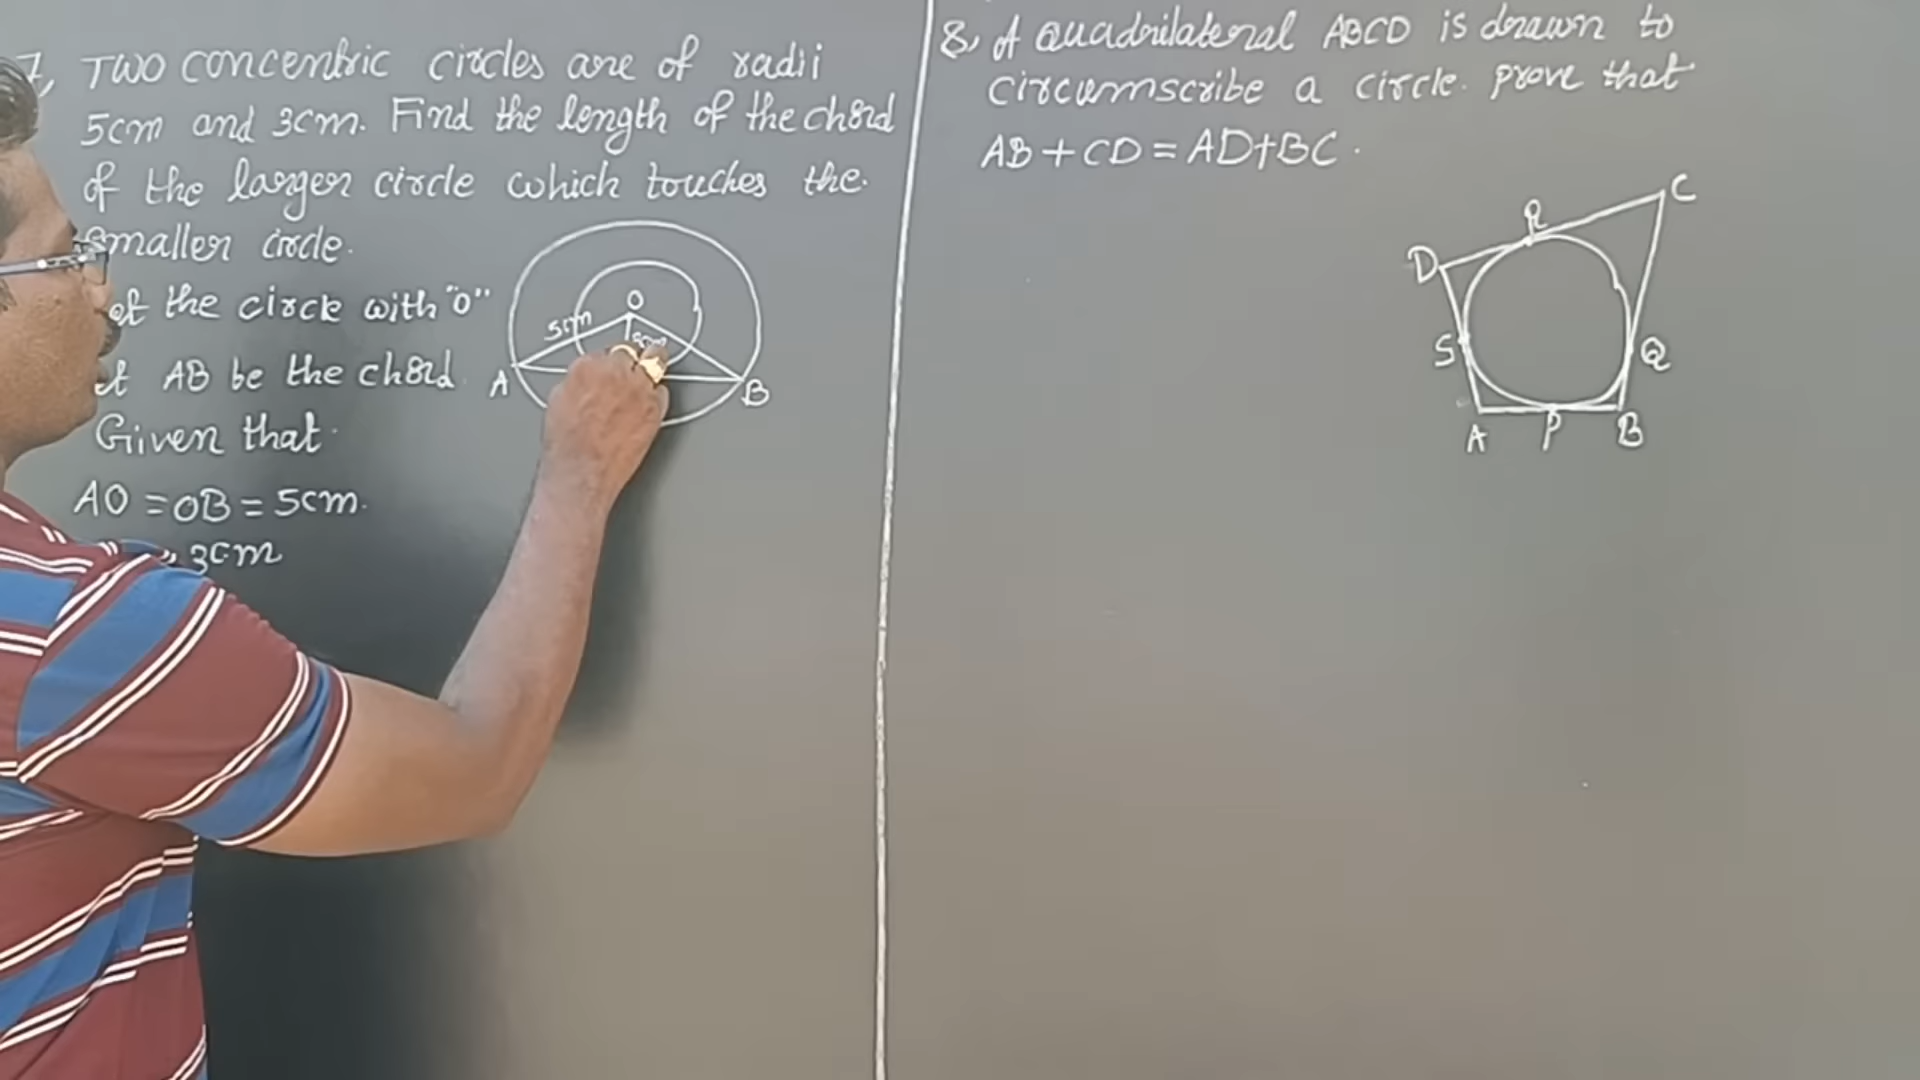 7, Two concentric circles are of radii
5cm and 3cm. Find the length of the chord
of the larger circle which touches the.
smaller circle.
of the circle with "O"
AB be the chord
Given that.
AO = OB = 5cm.
3cm
O
5cm
3cm
A
B
8, A quadrilateral ABCD is drawn to
circumscribe a circle. prove that
AB + CD = AD + BC.
C
R
D
S
Q
A
P
B